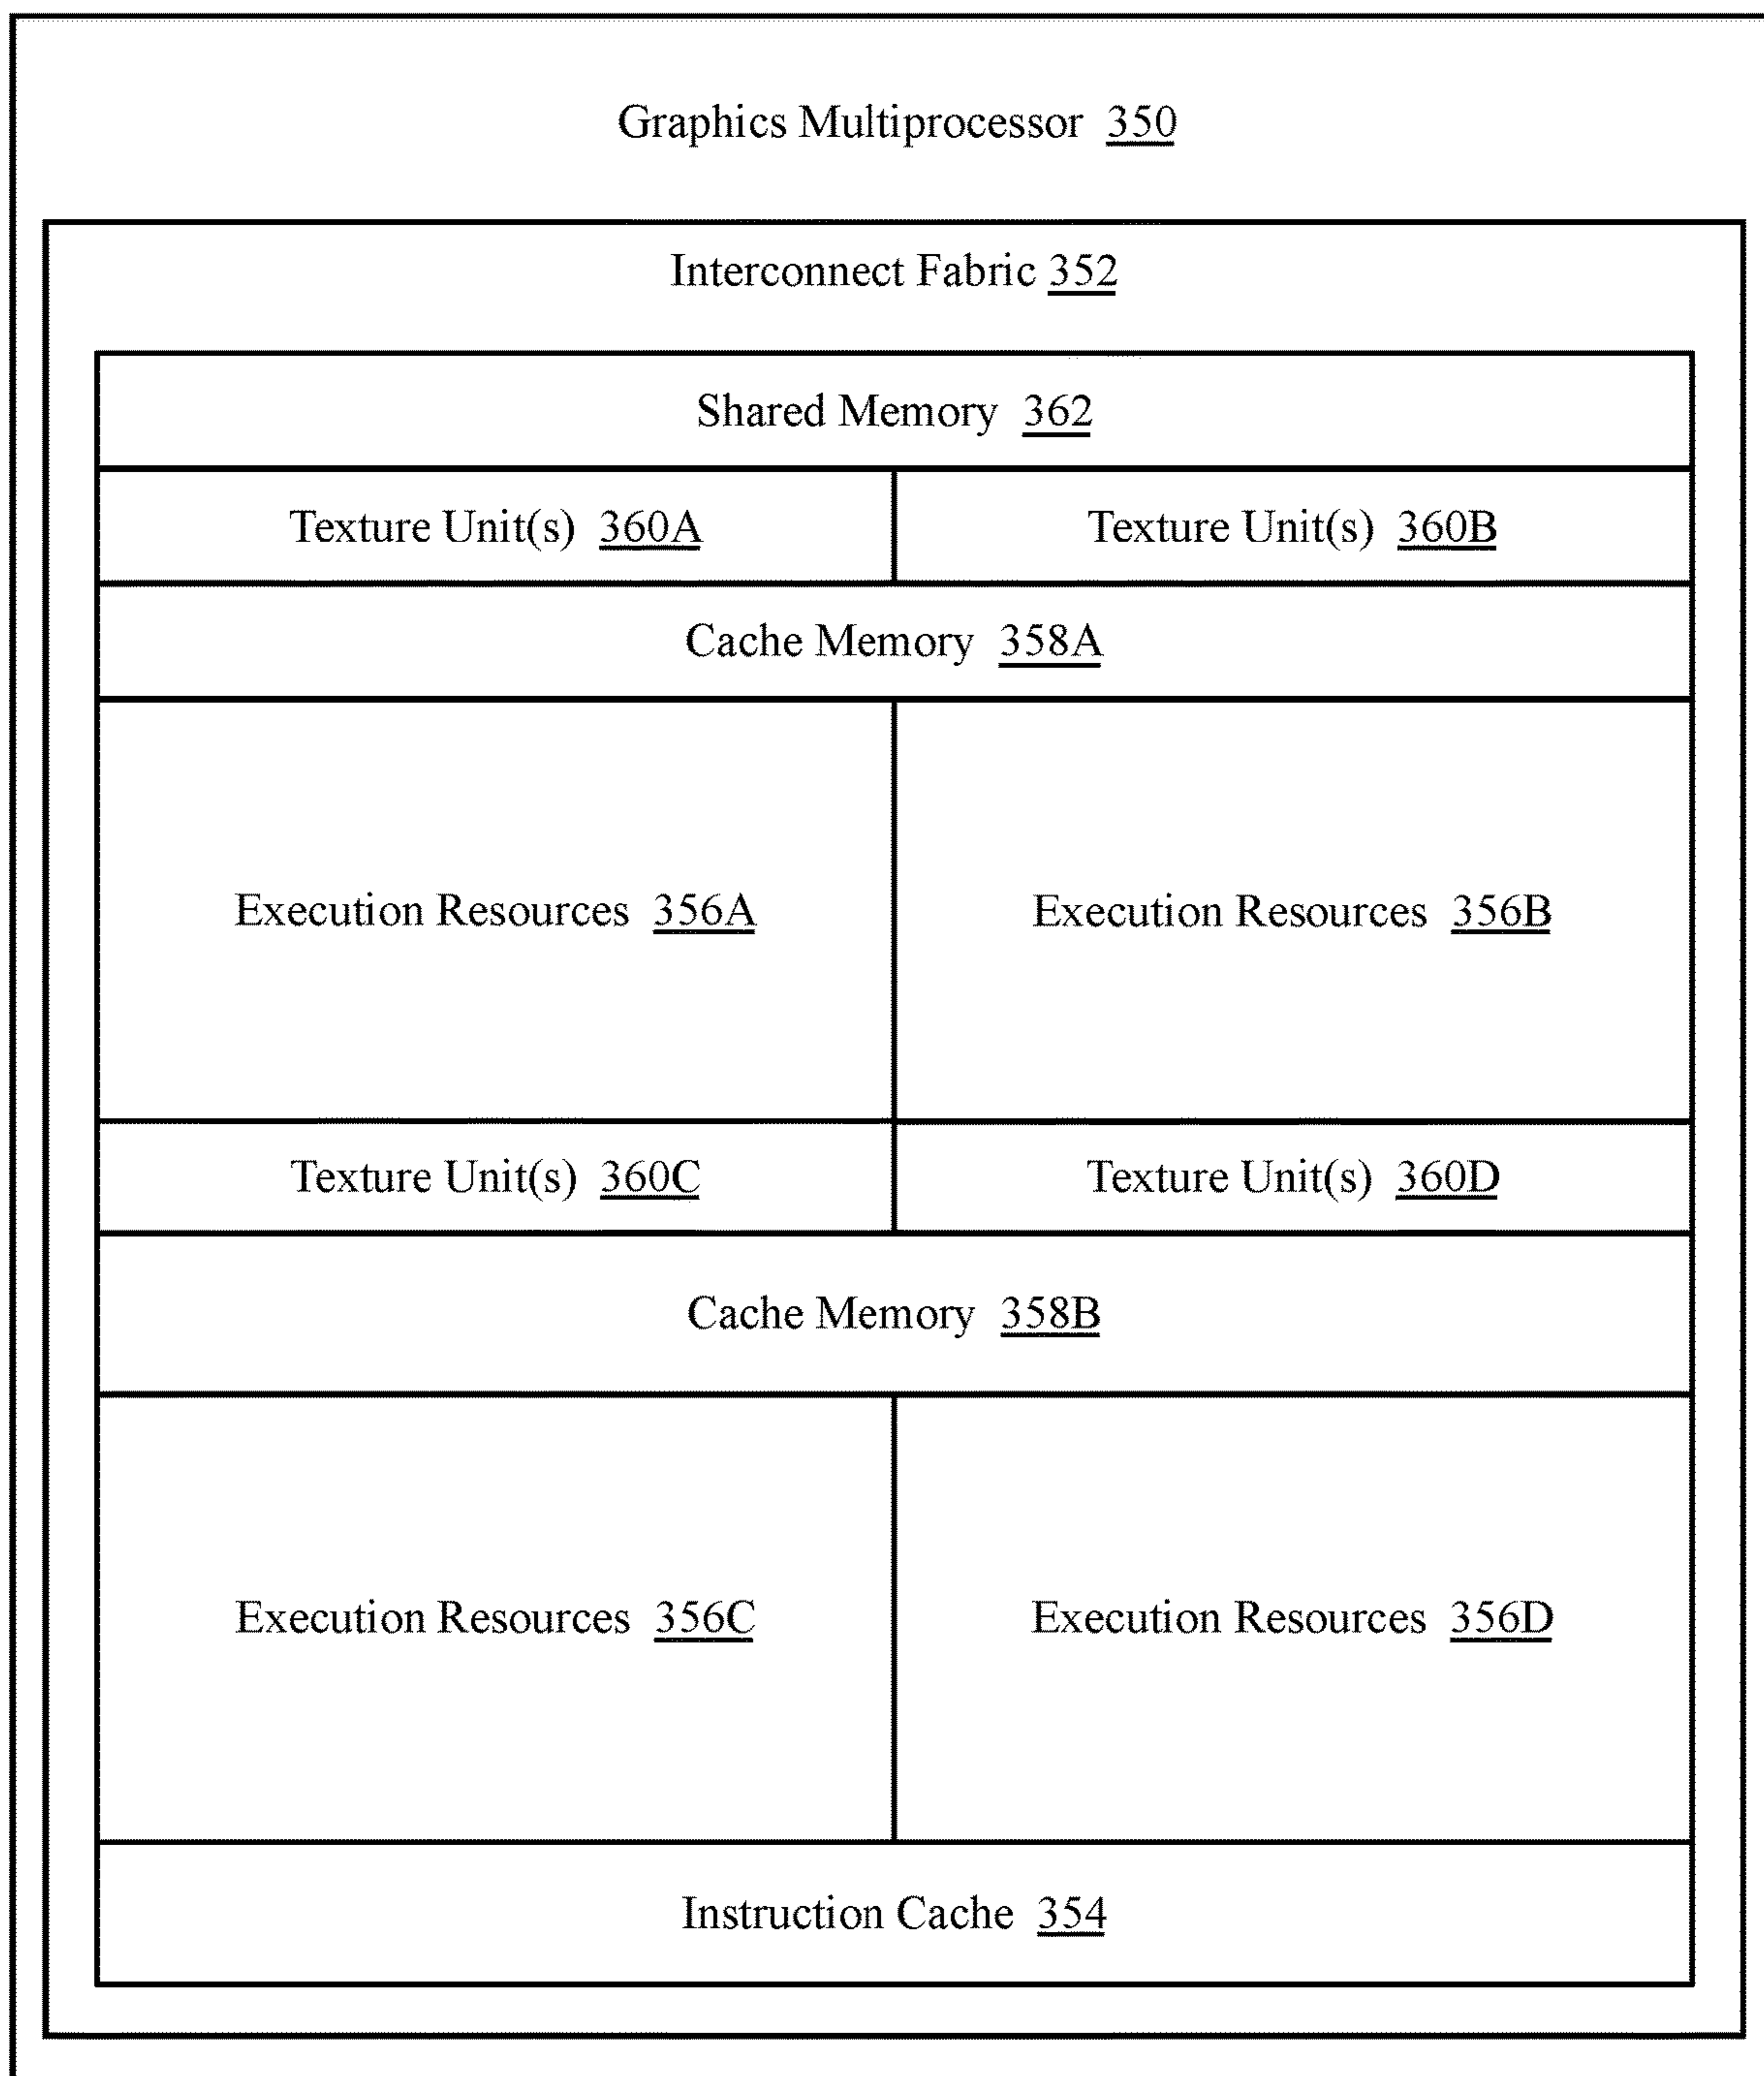 Graphics Multiprocessor 350
Interconnect Fabric 352
Shared Memory 362
Texture Unit(s) 360A
Texture Unit(s) 360B
Cache Memory 358A
Execution Resources 356A
Execution Resources 356B
Texture Unit(s) 360C
Texture Unit(s) 360D
Cache Memory 358B
Execution Resources 356C
Execution Resources 356D
Instruction Cache 354